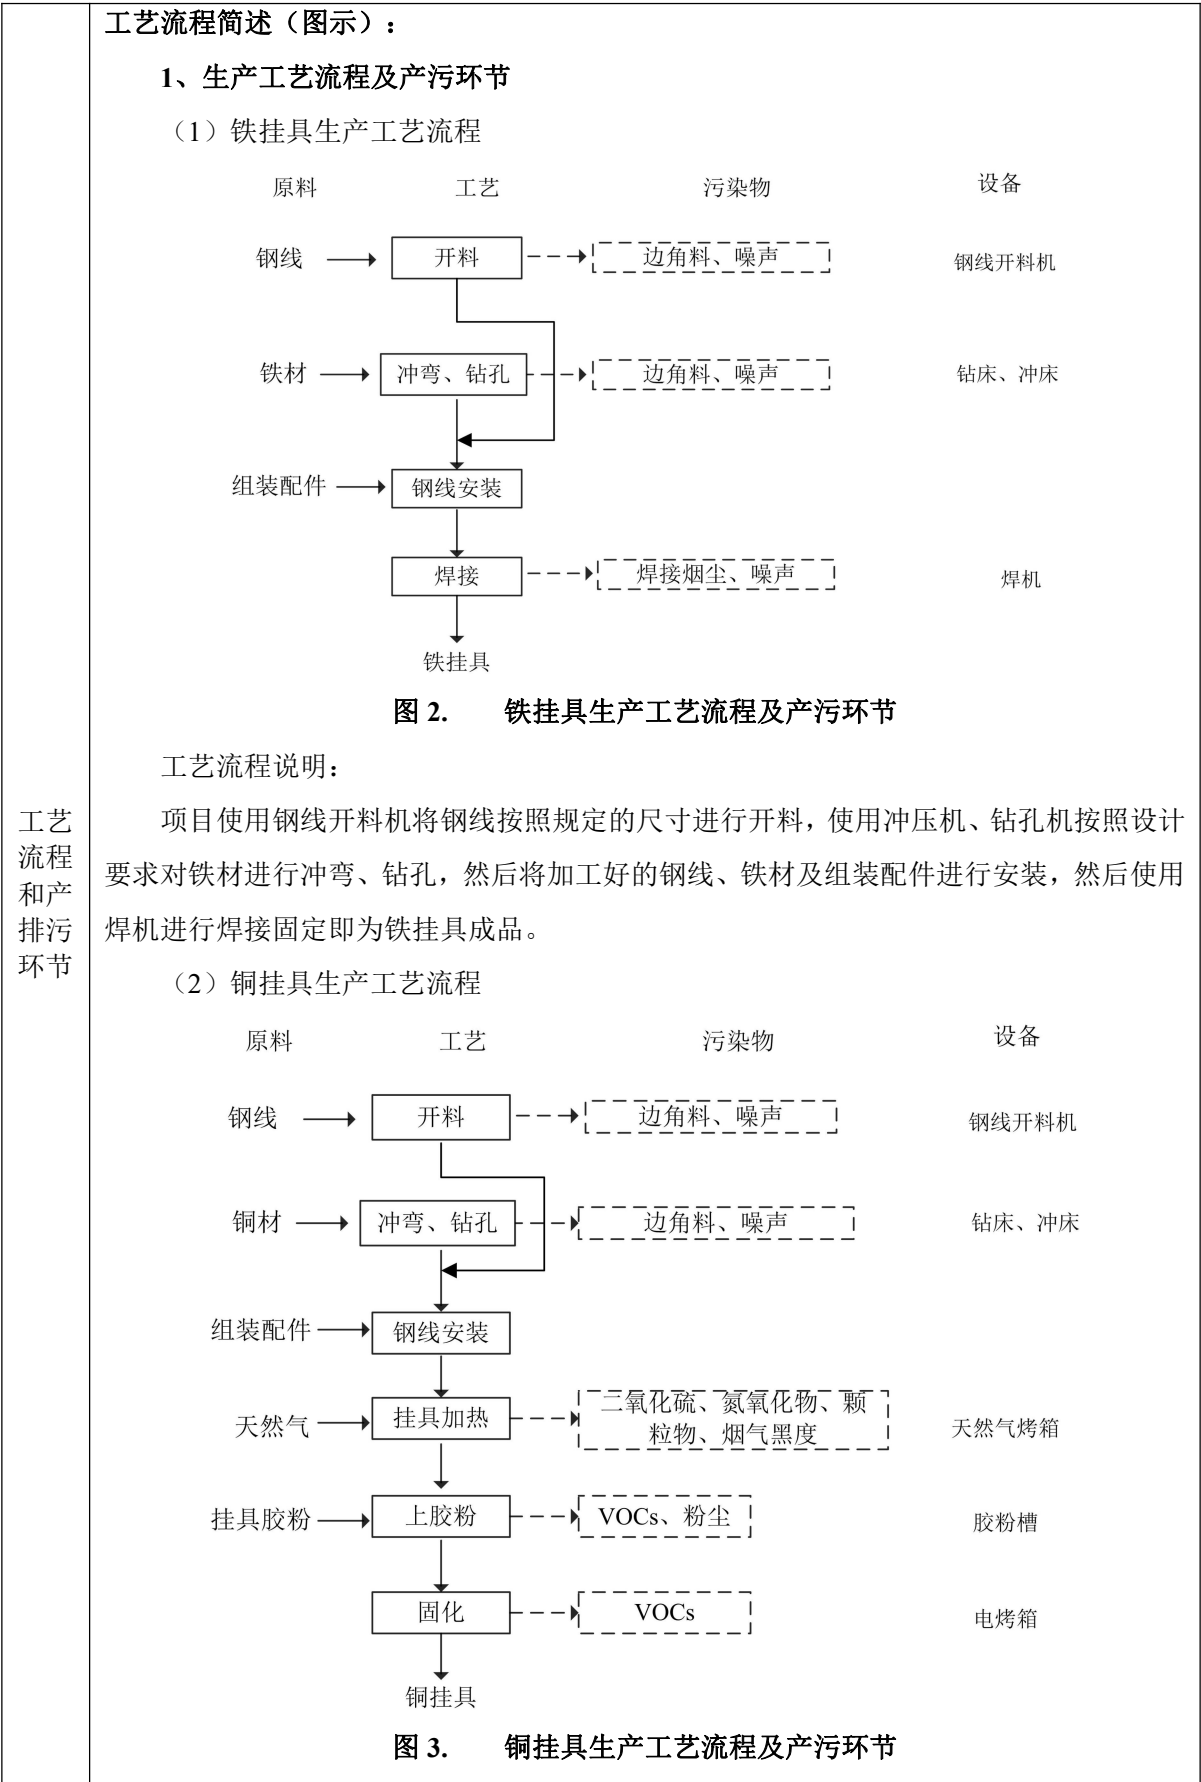 工艺流程简述（图示）：
1、生产工艺流程及产污环节
（1）铁挂具生产工艺流程
原料 工艺 污染物 设备
钢线 开料 边角料、噪声 钢线开料机
铁材 冲弯、钻孔 边角料、噪声 钻床、冲床
组装配件 钢线安装
焊接 焊接烟尘、噪声 焊机
铁挂具
图 2. 铁挂具生产工艺流程及产污环节
工艺流程说明：
项目使用钢线开料机将钢线按照规定的尺寸进行开料，使用冲压机、钻孔机按照设计
要求对铁材进行冲弯、钻孔，然后将加工好的钢线、铁材及组装配件进行安装，然后使用
焊机进行焊接固定即为铁挂具成品。
工艺
流程
和产
排污
环节
（2）铜挂具生产工艺流程
原料 工艺 污染物 设备
钢线 开料 边角料、噪声 钢线开料机
铜材 冲弯、钻孔 边角料、噪声 钻床、冲床
组装配件 钢线安装
天然气 挂具加热 二氧化硫、氮氧化物、颗
粒物、烟气黑度 天然气烤箱
挂具胶粉 上胶粉 VOCs、粉尘 胶粉槽
固化 VOCs 电烤箱
铜挂具
图 3. 铜挂具生产工艺流程及产污环节